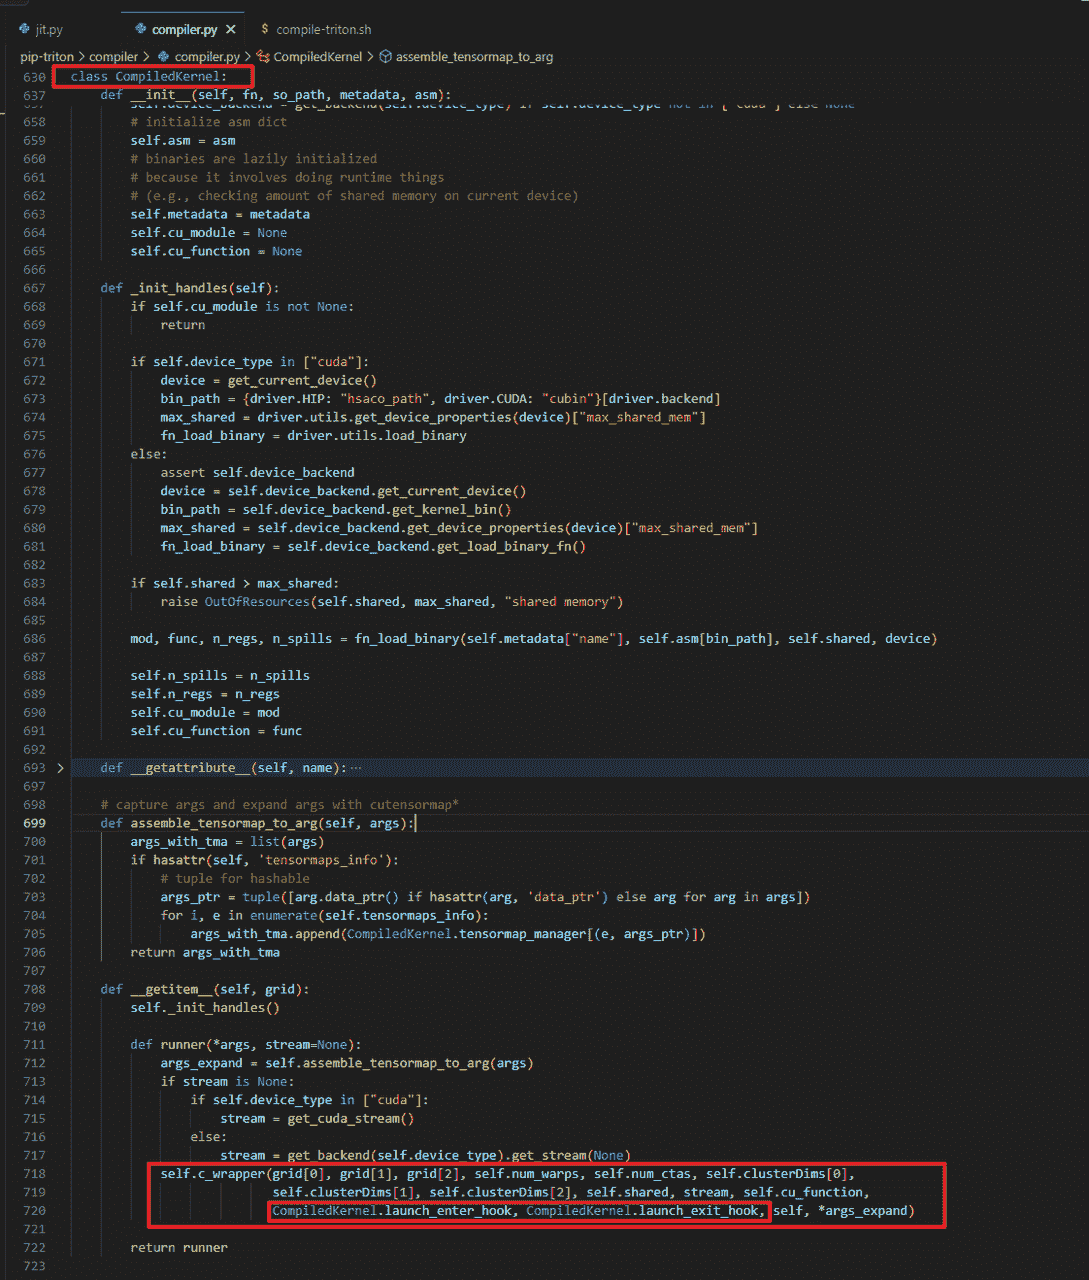 jit.py compiler.py × $ compile-triton.sh
pip-triton > compiler > compiler.py > CompiledKernel > assemble_tensormap_to_arg
630 class CompiledKernel:
637 def __init__(self, fn, so_path, metadata, asm):
657 self.device_backend = get_backend(self.device_type) if self.device_type not in ["cuda"] else None
658 # initialize asm dict
659 self.asm = asm
660 # binaries are lazily initialized
661 # because it involves doing runtime things
662 # (e.g., checking amount of shared memory on current device)
663 self.metadata = metadata
664 self.cu_module = None
665 self.cu_function = None
666
667 def _init_handles(self):
668 if self.cu_module is not None:
669 return
670
671 if self.device_type in ["cuda"]:
672 device = get_current_device()
673 bin_path = {driver.HIP: "hsaco_path", driver.CUDA: "cubin"}[driver.backend]
674 max_shared = driver.utils.get_device_properties(device)["max_shared_mem"]
675 fn_load_binary = driver.utils.load_binary
676 else:
677 assert self.device_backend
678 device = self.device_backend.get_current_device()
679 bin_path = self.device_backend.get_kernel_bin()
680 max_shared = self.device_backend.get_device_properties(device)["max_shared_mem"]
681 fn_load_binary = self.device_backend.get_load_binary_fn()
682
683 if self.shared > max_shared:
684 raise OutOfResources(self.shared, max_shared, "shared memory")
685
686 mod, func, n_regs, n_spills = fn_load_binary(self.metadata["name"], self.asm[bin_path], self.shared, device)
687
688 self.n_spills = n_spills
689 self.n_regs = n_regs
690 self.cu_module = mod
691 self.cu_function = func
692
693 > def __getattribute__(self, name): ···
697
698 # capture args and expand args with cutensormap*
699 def assemble_tensormap_to_arg(self, args):
700 args_with_tma = list(args)
701 if hasattr(self, 'tensormaps_info'):
702 # tuple for hashable
703 args_ptr = tuple([arg.data_ptr() if hasattr(arg, 'data_ptr') else arg for arg in args])
704 for i, e in enumerate(self.tensormaps_info):
705 args_with_tma.append(CompiledKernel.tensormap_manager[(e, args_ptr)])
706 return args_with_tma
707
708 def __getitem__(self, grid):
709 self._init_handles()
710
711 def runner(*args, stream=None):
712 args_expand = self.assemble_tensormap_to_arg(args)
713 if stream is None:
714 if self.device_type in ["cuda"]:
715 stream = get_cuda_stream()
716 else:
717 stream = get_backend(self.device_type).get_stream(None)
718 self.c_wrapper(grid[0], grid[1], grid[2], self.num_warps, self.num_ctas, self.clusterDims[0],
719 self.clusterDims[1], self.clusterDims[2], self.shared, stream, self.cu_function,
720 CompiledKernel.launch_enter_hook, CompiledKernel.launch_exit_hook, self, *args_expand)
721
722 return runner
723